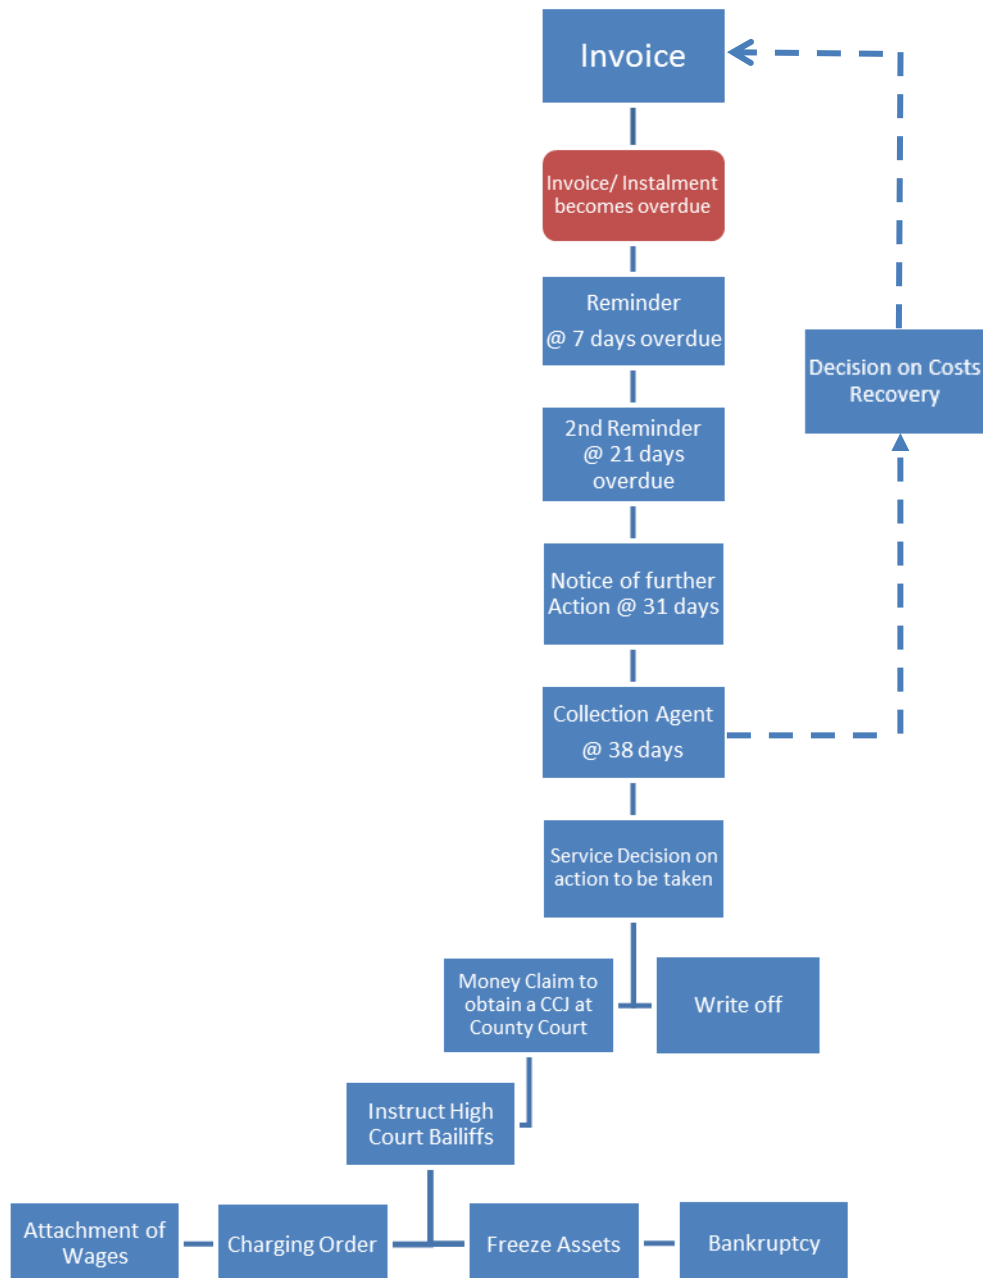 Invoice
Invoice/ Instalment
becomes overdue
Reminder
@ 7 days overdue
Decision on Costs
Recovery
2nd Reminder
@ 21 days
overdue
Notice of further
Action @ 31 days
Collection Agent
@ 38 days
Service Decision on
action to be taken
Money Claim to
obtain a CCJ at
County Court
Write off
Instruct High
Court Bailiffs
Attachment of
Wages
Charging Order
Freeze Assets
Bankruptcy